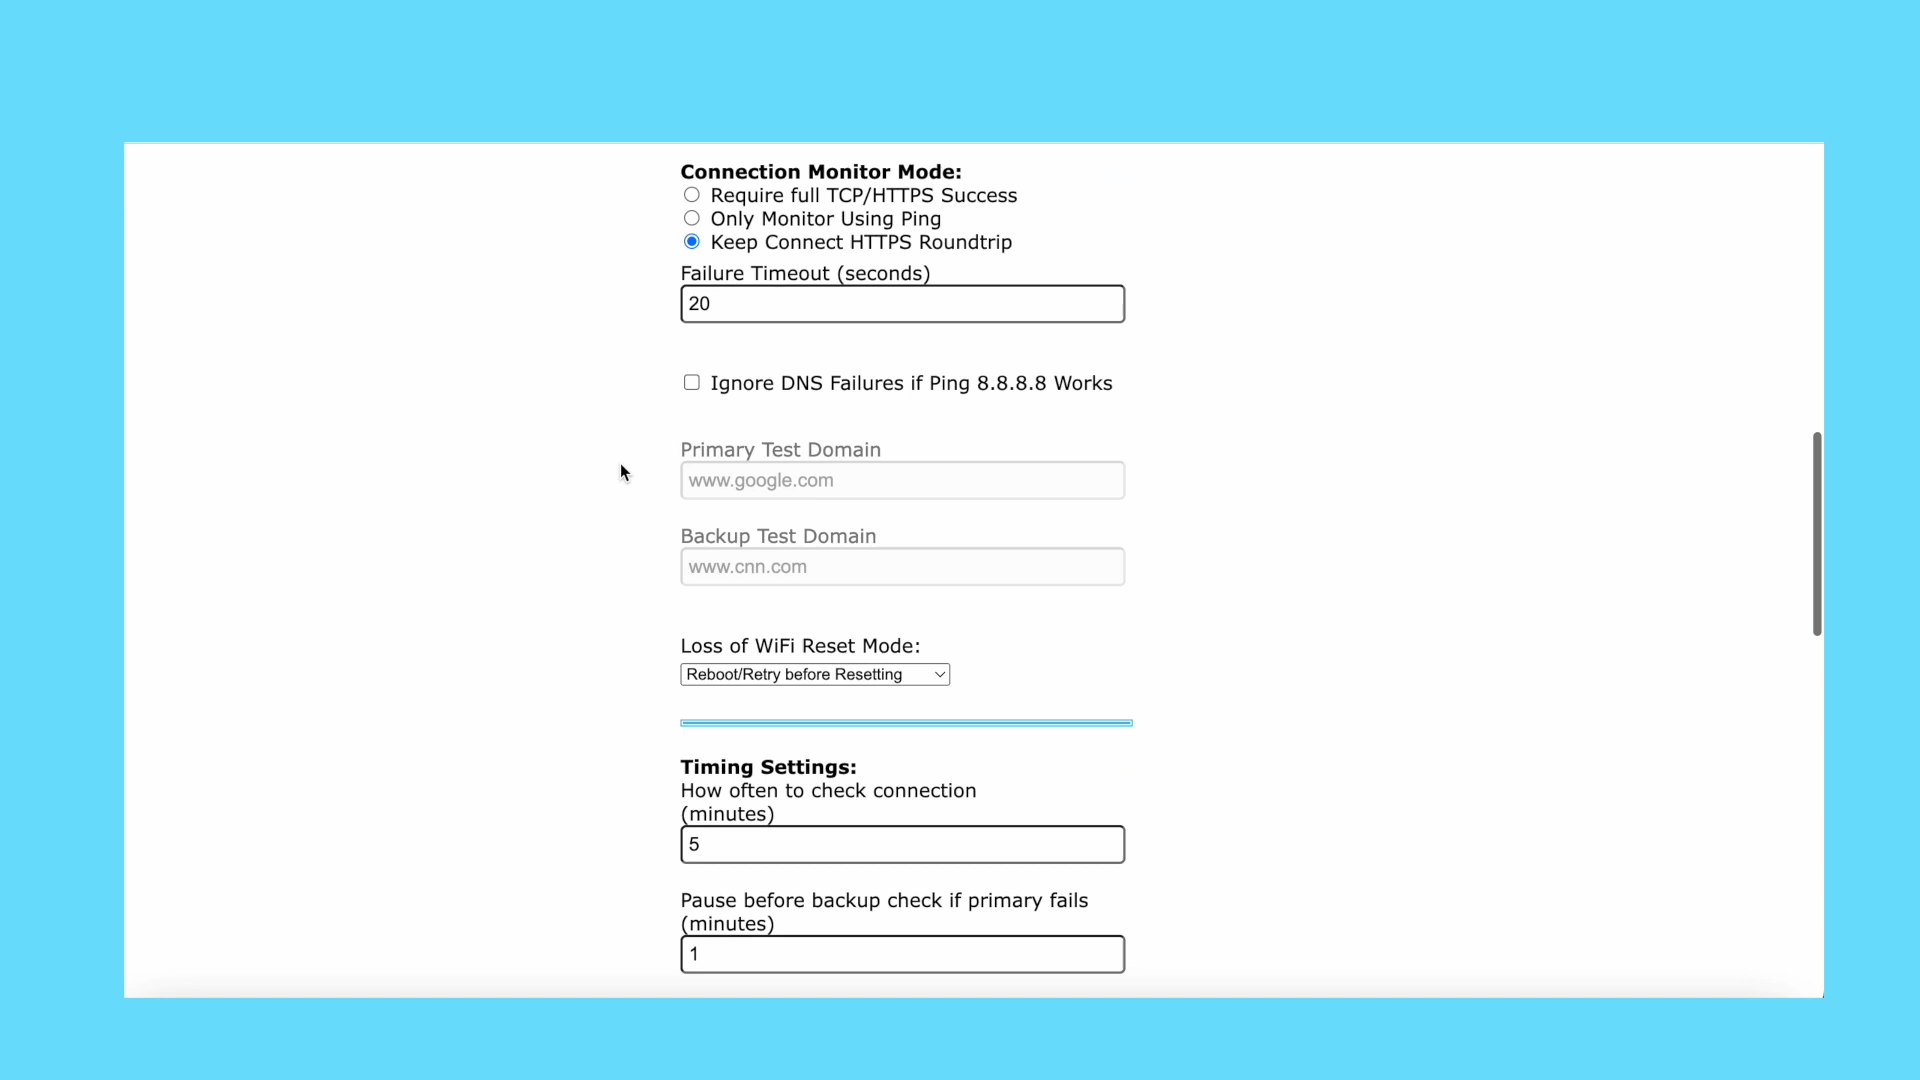 Connection Monitor Mode:
Require full TCP/HTTPS Success
Only Monitor Using Ping
Keep Connect HTTPS Roundtrip
Failure Timeout (seconds)
20
Ignore DNS Failures if Ping 8.8.8.8 Works
Primary Test Domain
www.google.com
Backup Test Domain
www.cnn.com
Loss of WiFi Reset Mode:
Reboot/Retry before Resetting
Timing Settings:
How often to check connection
(minutes)
5
Pause before backup check if primary fails
(minutes)
1